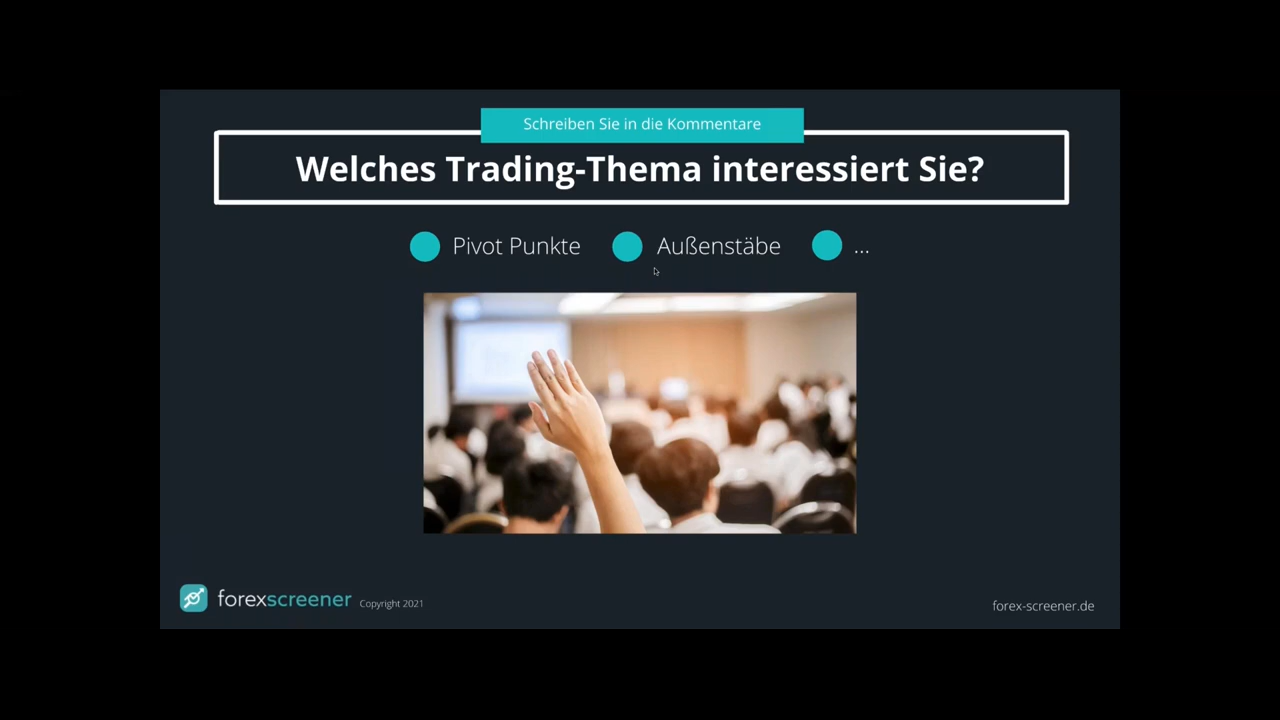 Schreiben Sie in die Kommentare
Welches Trading-Thema interessiert Sie?
Pivot Punkte Außenstäbe ...
forexscreener Copyright 2021
forex-screener.de